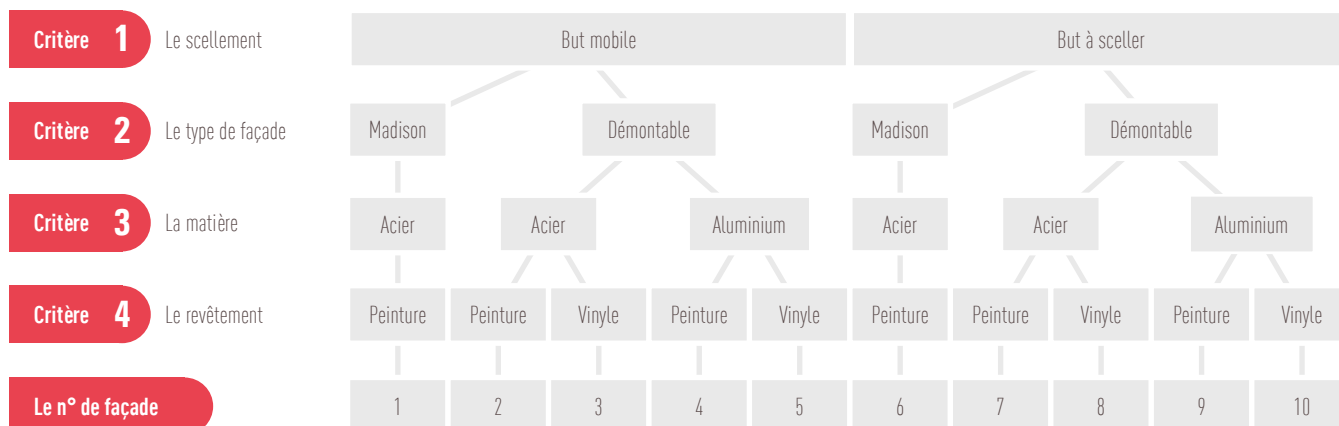 Critère 1 Le scellement But mobile But à sceller
Critère 2 Le type de façade Madison Démontable Madison Démontable
Critère 3 La matière Acier Acier Aluminium Acier Acier Aluminium
Critère 4 Le revêtement Peinture Peinture Vinyle Peinture Vinyle Peinture Peinture Vinyle Peinture Vinyle
Le n° de façade 1 2 3 4 5 6 7 8 9 10